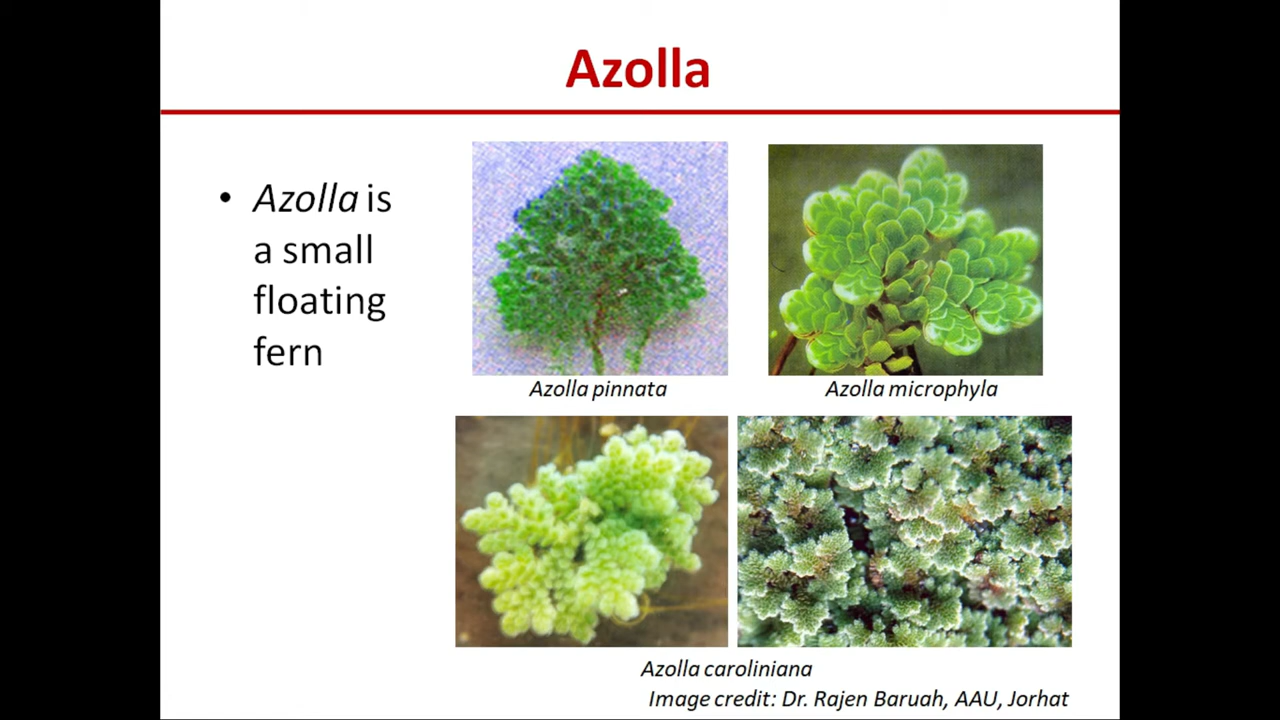 Azolla
• Azolla is
a small
floating
fern
Azolla pinnata
Azolla microphyla
Azolla caroliniana
Image credit: Dr. Rajen Baruah, AAU, Jorhat